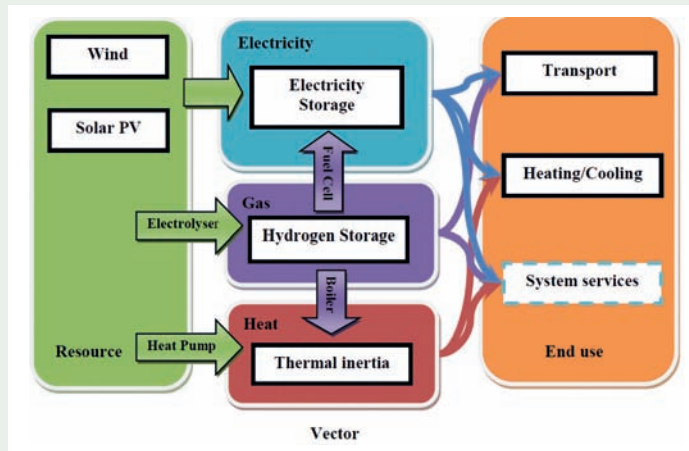 Wind
Solar PV
Resource
Electrolyser
Heat Pump
Electricity
Electricity
Storage
Fuel Cell
Gas
Hydrogen Storage
Boiler
Heat
Thermal inertia
Vector
Transport
Heating/Cooling
System services
End use